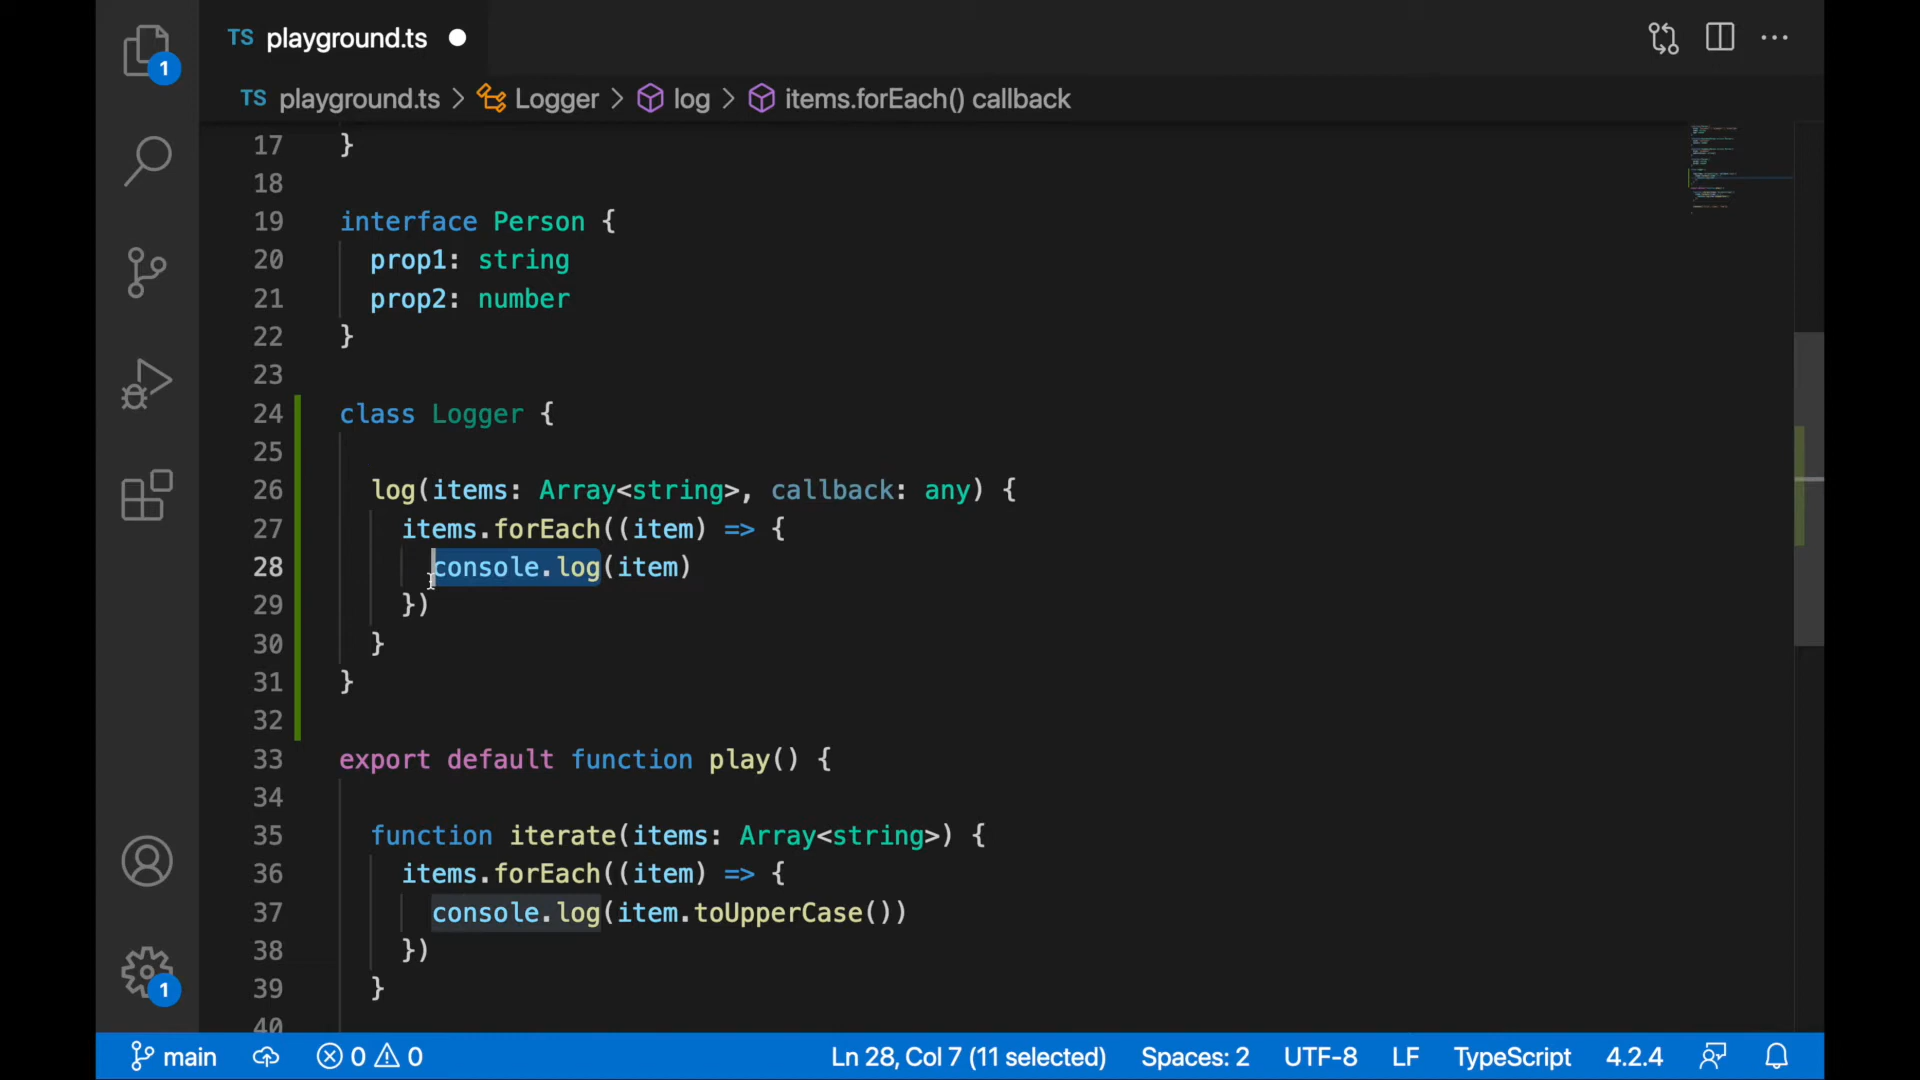 1
TS playground.ts
TS playground.ts > Logger > log > items.forEach() callback
17 }
18
19 interface Person {
20 prop1: string
21 prop2: number
22 }
23
24 class Logger {
25
26 log(items: Array<string>, callback: any) {
27 items.forEach((item) => {
28 console.log(item)
29 })
30 }
31 }
32
33 export default function play() {
34
35 function iterate(items: Array<string>) {
36 items.forEach((item) => {
37 console.log(item.toUpperCase())
38 })
39 }
40
1
main 0 0 Ln 28, Col 7 (11 selected) Spaces: 2 UTF-8 LF TypeScript 4.2.4